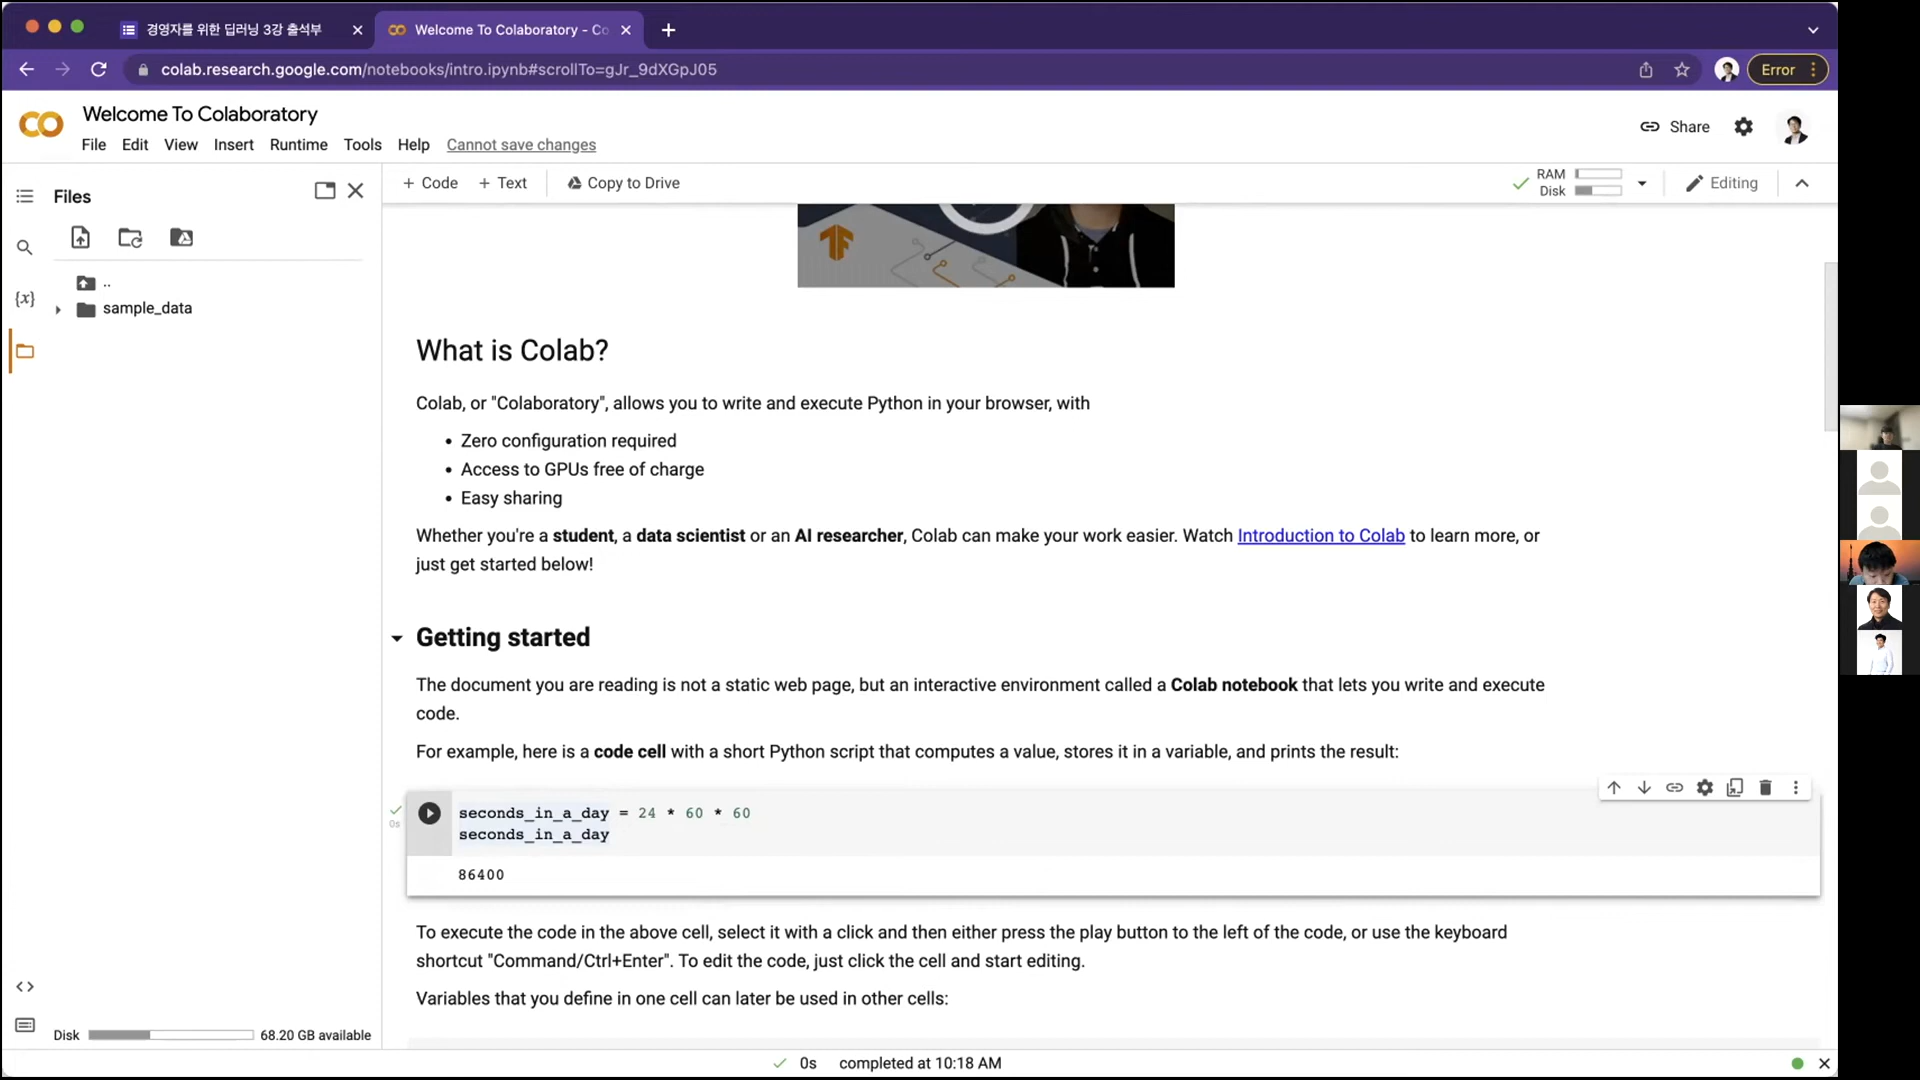 경영자를 위한 딥러닝 3강 출석부
Welcome To Colaboratory - Co
colab.research.google.com/notebooks/intro.ipynb#scrollTo=gJr_9dXGpJ05
Error
Welcome To Colaboratory
File Edit View Insert Runtime Tools Help Cannot save changes
Share
Files
+ Code + Text Copy to Drive
RAM
Disk
Editing
..
sample_data
{x}
What is Colab?
Colab, or "Colaboratory", allows you to write and execute Python in your browser, with
• Zero configuration required
• Access to GPUs free of charge
• Easy sharing
Whether you're a student, a data scientist or an AI researcher, Colab can make your work easier. Watch Introduction to Colab to learn more, or
just get started below!
Getting started
The document you are reading is not a static web page, but an interactive environment called a Colab notebook that lets you write and execute
code.
For example, here is a code cell with a short Python script that computes a value, stores it in a variable, and prints the result:
0s
seconds_in_a_day = 24 * 60 * 60
seconds_in_a_day
86400
To execute the code in the above cell, select it with a click and then either press the play button to the left of the code, or use the keyboard
shortcut "Command/Ctrl+Enter". To edit the code, just click the cell and start editing.
Variables that you define in one cell can later be used in other cells:
Disk 68.20 GB available
0s completed at 10:18 AM